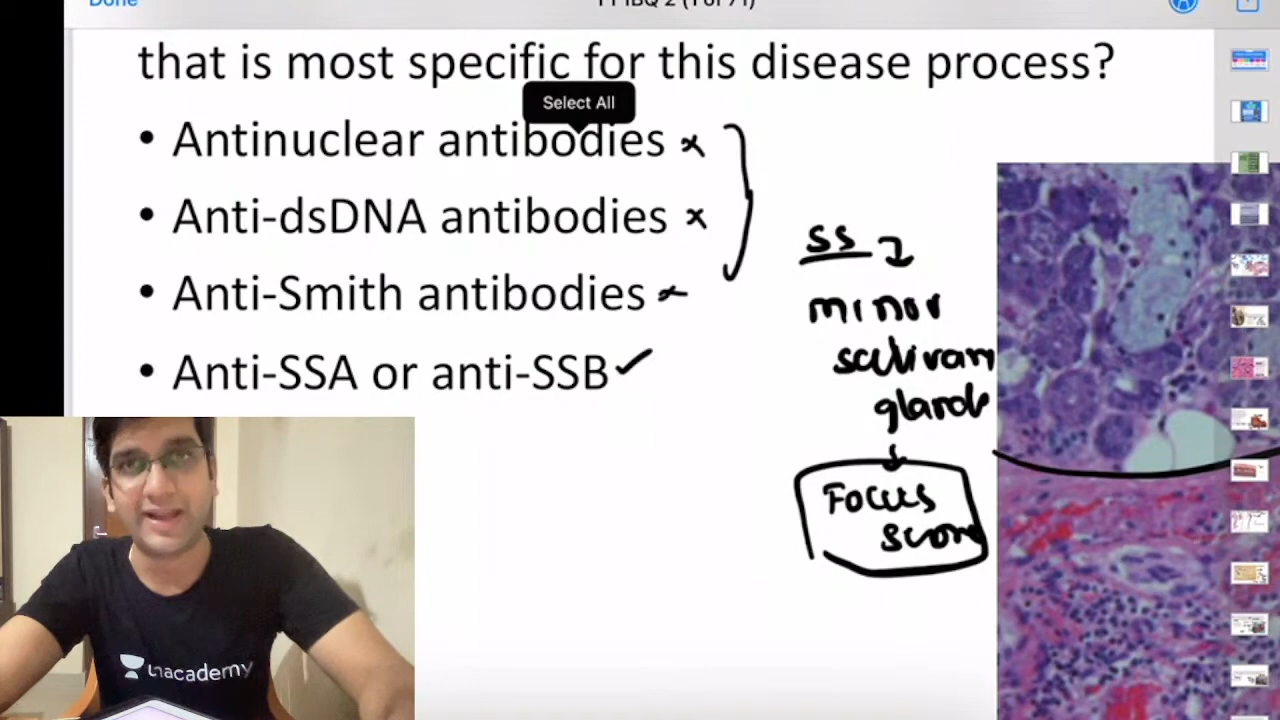 Done
that is most specific for this disease process?
Select All
• Antinuclear antibodies ×
• Anti-dsDNA antibodies ×
• Anti-Smith antibodies ×
• Anti-SSA or anti-SSB ✓
SS
minor
salivary
glands
Focus
score
unacademy